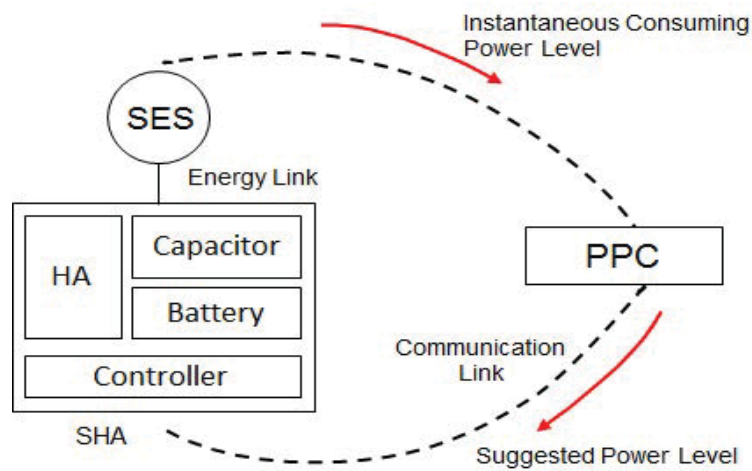 Instantaneous Consuming
Power Level
SES
Energy Link
HA
Capacitor
Battery
Controller
SHA
PPC
Communication
Link
Suggested Power Level